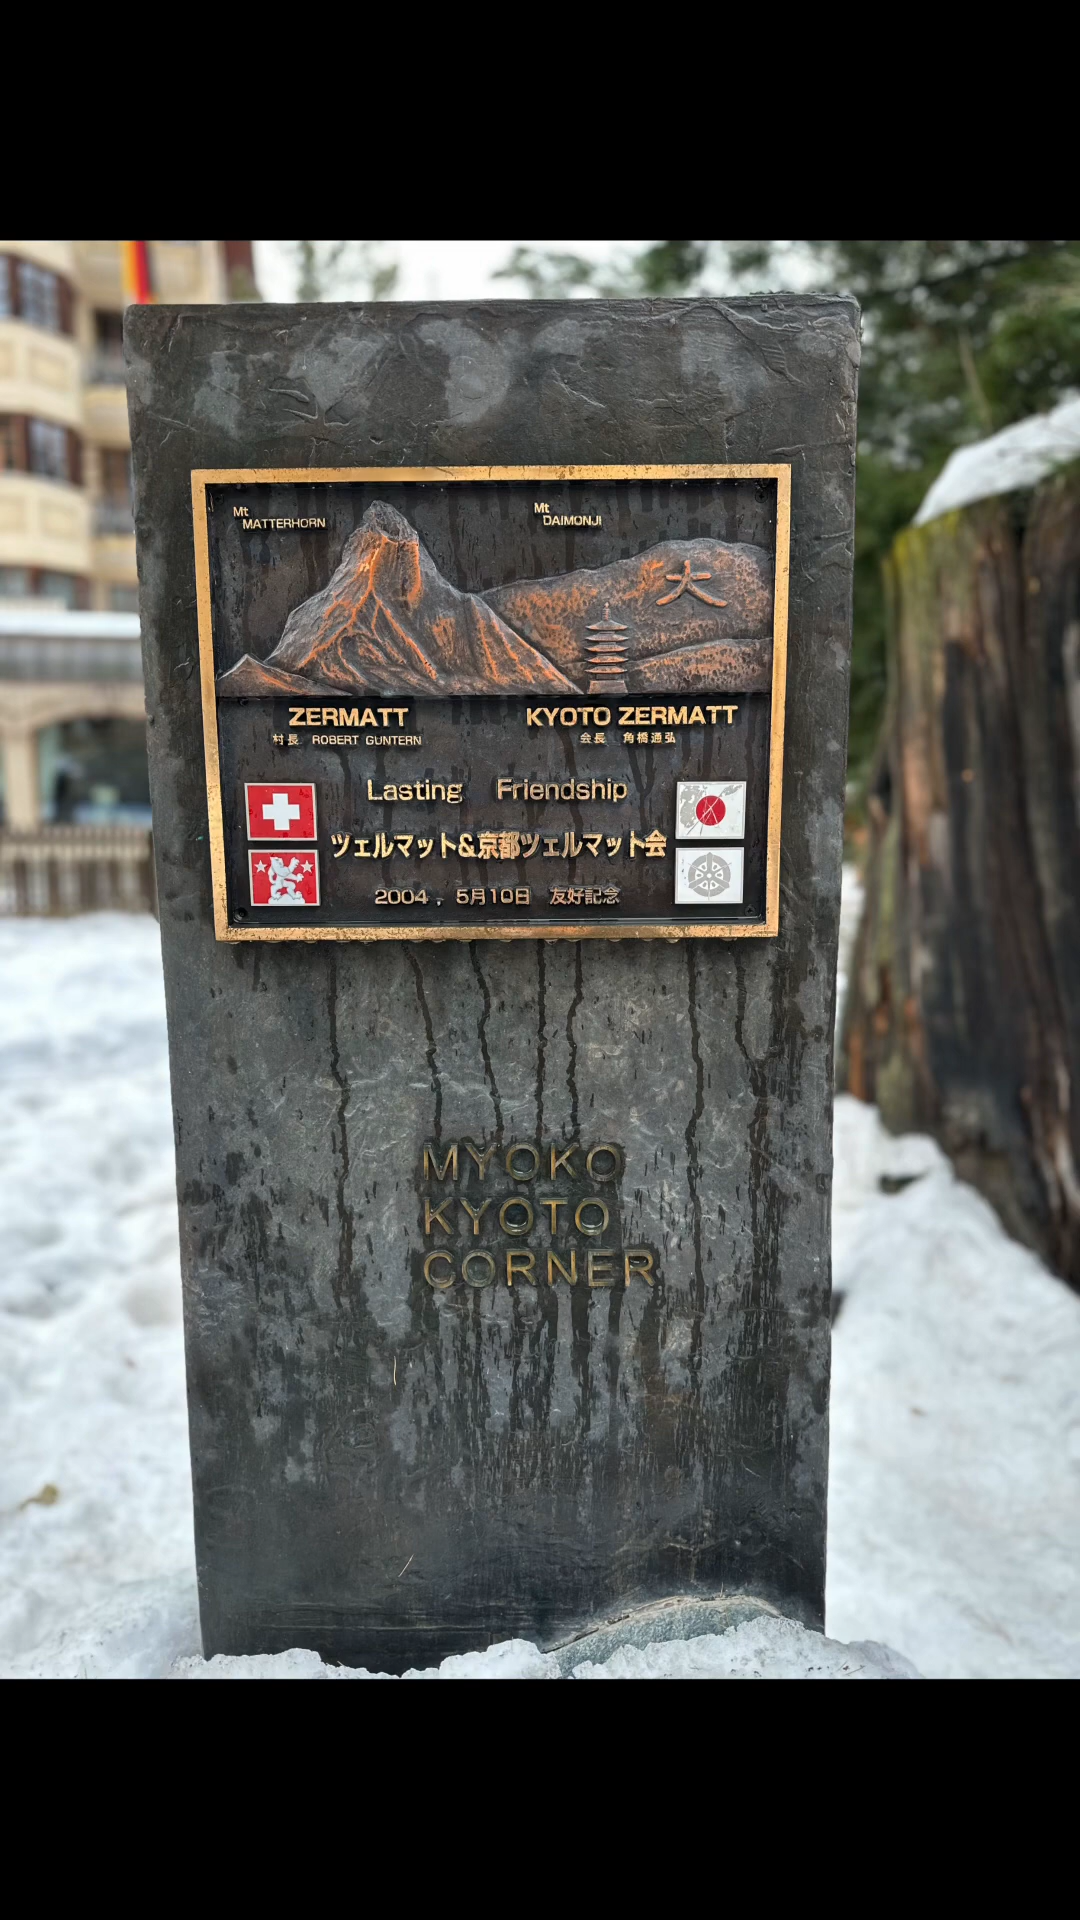 Mt
MATTERHORN
Mt
DAIMONJI
大
ZERMATT
村長 ROBERT GUNTERN
KYOTO ZERMATT
会長 角橋通弘
Lasting Friendship
ツェルマット&京都ツェルマット会
2004 . 5月10日 友好記念
MYOKO
KYOTO
CORNER